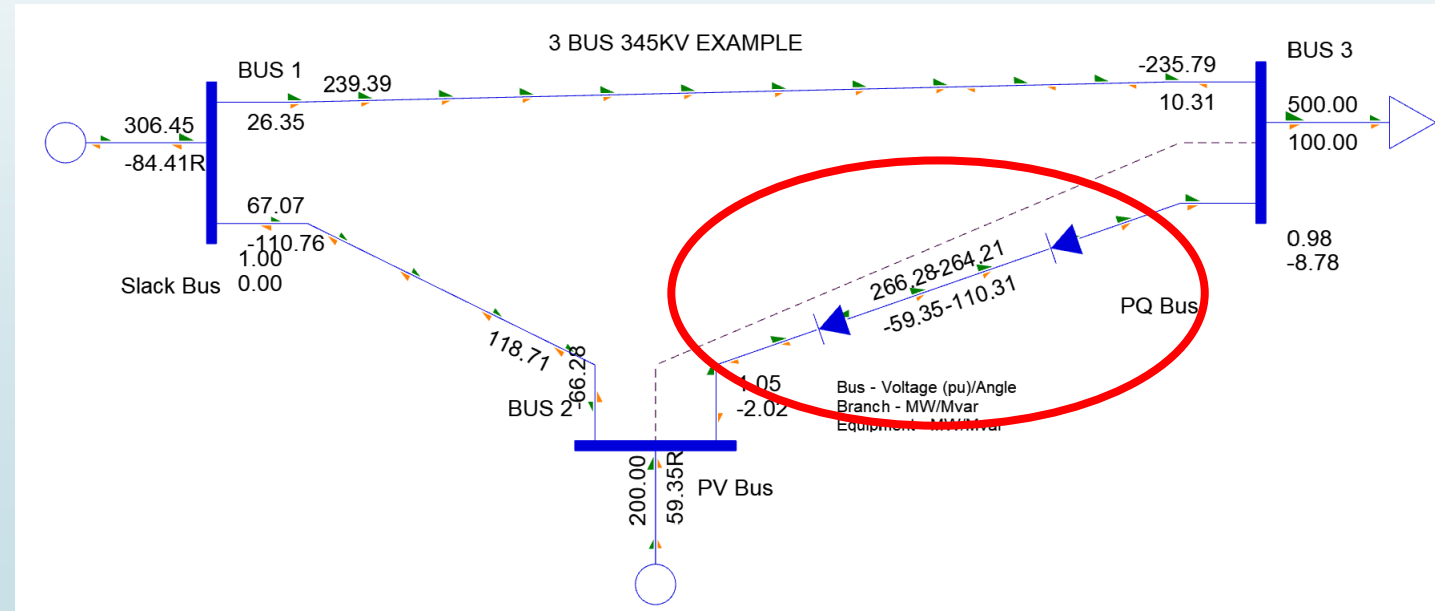 3 BUS 345KV EXAMPLE
BUS 1
239.39
26.35
-235.79
10.31
BUS 3
306.45
-84.41R
500.00
100.00
67.07
-110.76
1.00
0.00
Slack Bus
0.98
-8.78
266.28
-264.21
-59.35
-110.31
PQ Bus
118.71
-66.28
BUS 2
1.05
-2.02
Bus - Voltage (pu)/Angle
Branch - MW/Mvar
Equipment - MW/Mvar
200.00
59.35R
PV Bus